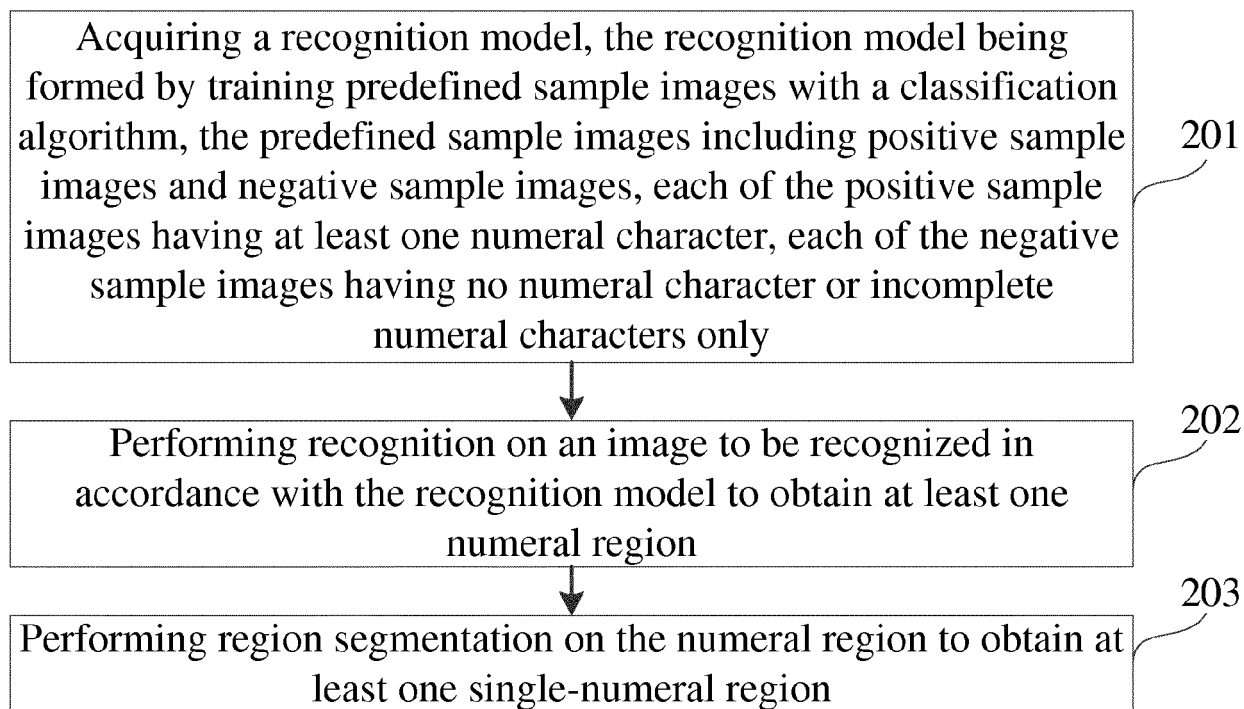 Acquiring a recognition model, the recognition model being
formed by training predefined sample images with a classification
algorithm, the predefined sample images including positive sample
images and negative sample images, each of the positive sample
images having at least one numeral character, each of the negative
sample images having no numeral character or incomplete
numeral characters only
201
Performing recognition on an image to be recognized in
accordance with the recognition model to obtain at least one
numeral region
202
Performing region segmentation on the numeral region to obtain at
least one single-numeral region
203